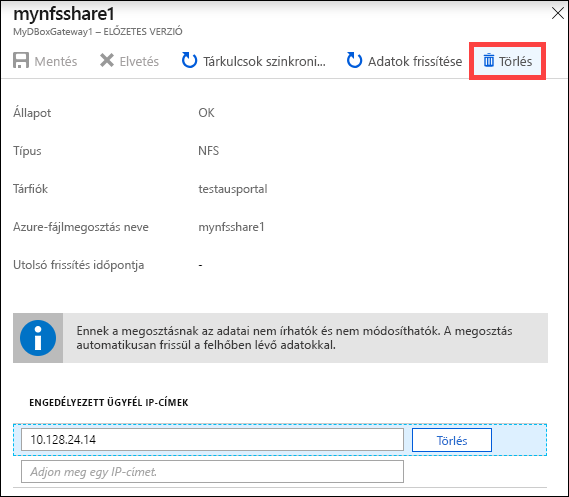 mynfsshare1
MyDBoxGateway1 – ELŐZETES VERZIÓ
Mentés Elvetés Tárkulcsok szinkroni... Adatok frissítése Törlés
Állapot OK
Típus NFS
Tárfiók testausportal
Azure-fájlmegosztás neve mynfsshare1
Utolsó frissítés időpontja -
Ennek a megosztásnak az adatai nem írhatók és nem módosíthatók. A megosztás
automatikusan frissül a felhőben lévő adatokkal.
ENGEDÉLYEZETT ÜGYFÉL IP-CÍMEK
10.128.24.14 Törlés
Adjon meg egy IP-címet.